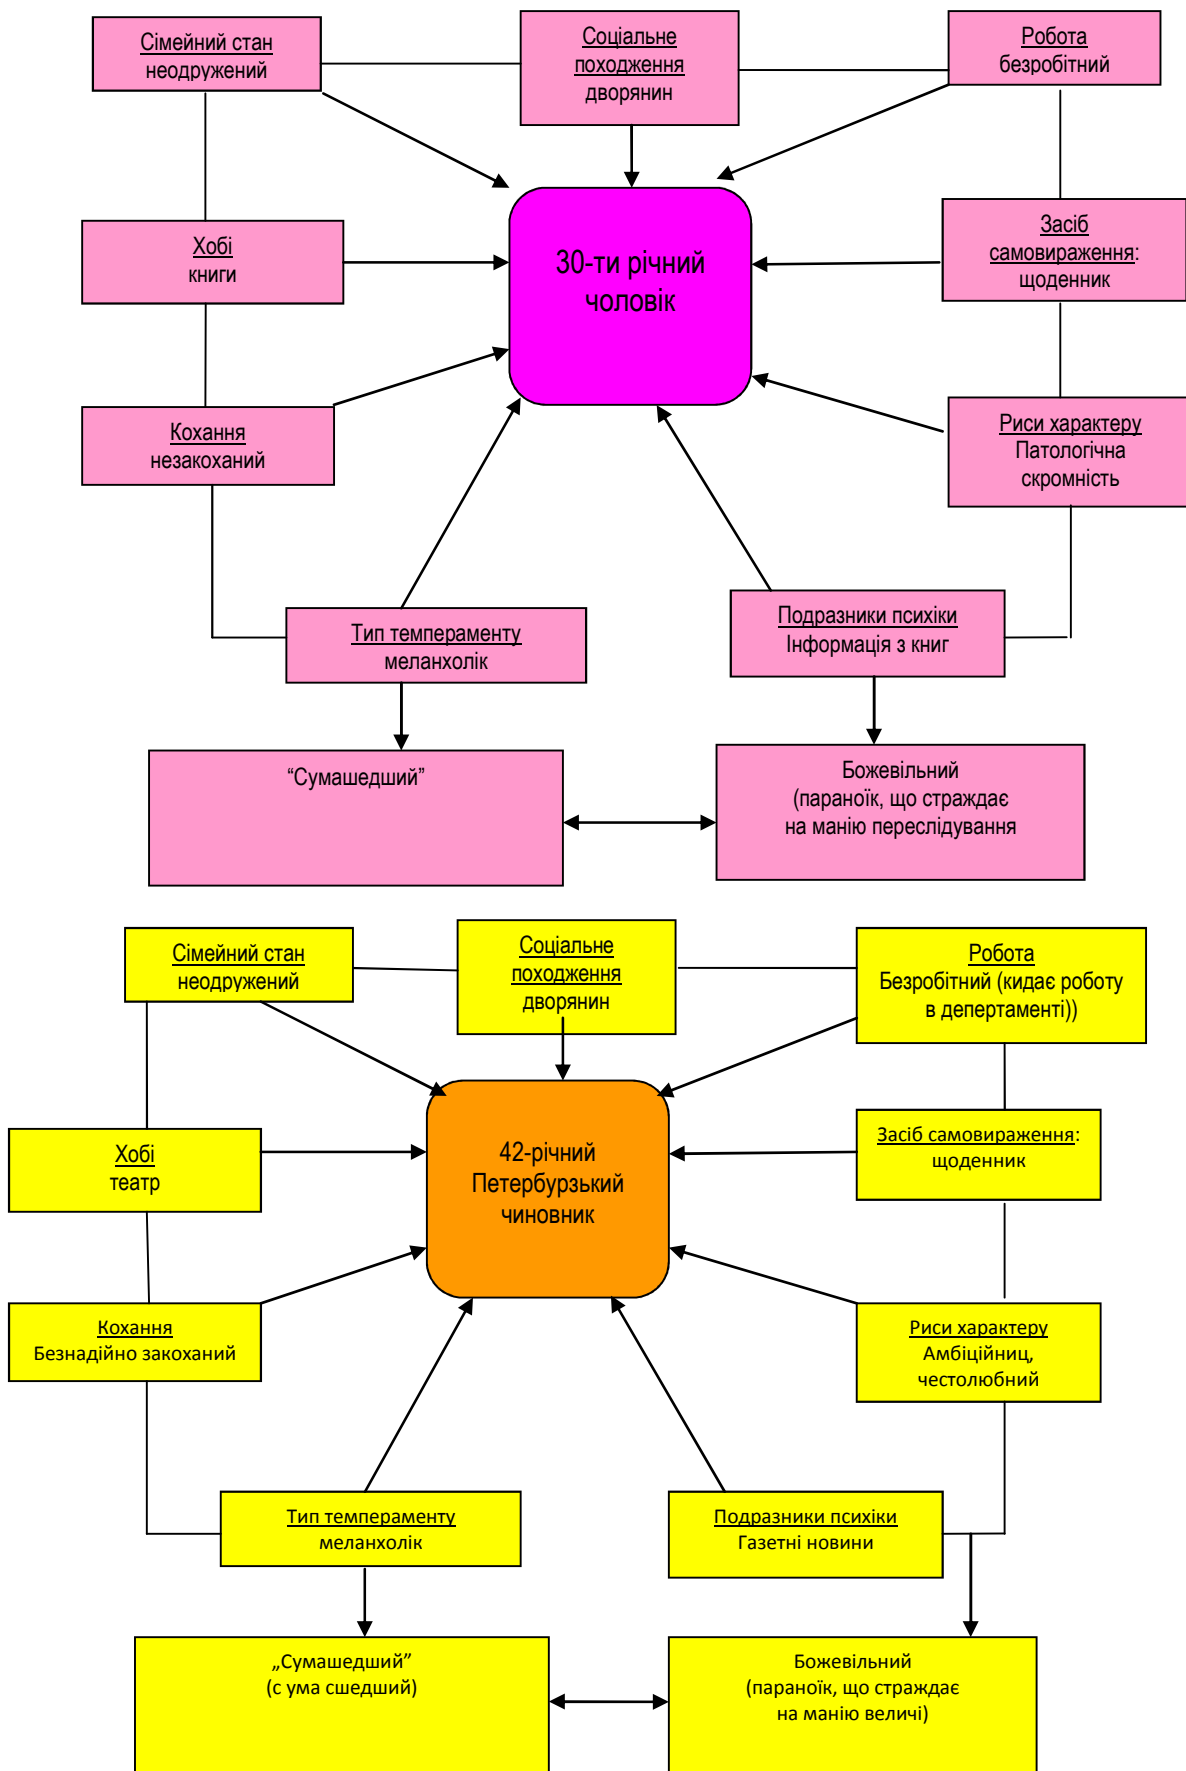 Сімейний стан
неодружений
Соціальне
походження
дворянин
Робота
безробітний
Хобі
книги
30-ти річний
чоловік
Засіб
самовираження:
щоденник
Кохання
незакоханий
Риси характеру
Патологічна
скромність
Тип темпераменту
меланхолік
Подразники психіки
Інформація з книг
“Сумашедший”
Божевільний
(параноїк, що страждає
на манію переслідування
Сімейний стан
неодружений
Соціальне
походження
дворянин
Робота
Безробітний (кидає роботу
в департаменті))
Хобі
театр
42-річний
Петербурзький
чиновник
Засіб самовираження:
щоденник
Кохання
Безнадійно закоханий
Риси характеру
Амбіційниц,
честолюбний
Тип темпераменту
меланхолік
Подразники психіки
Газетні новини
„Сумашедший”
(с ума сшедший)
Божевільний
(параноїк, що страждає
на манію величі)